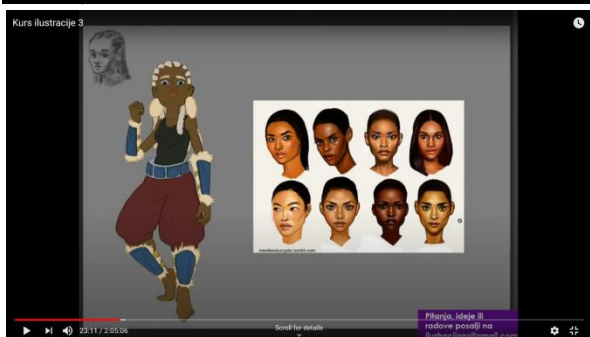 Kurs ilustracije 3
Pitanja, ideje ili
radove posalji na
23:11 / 2:05:06
Scroll for details